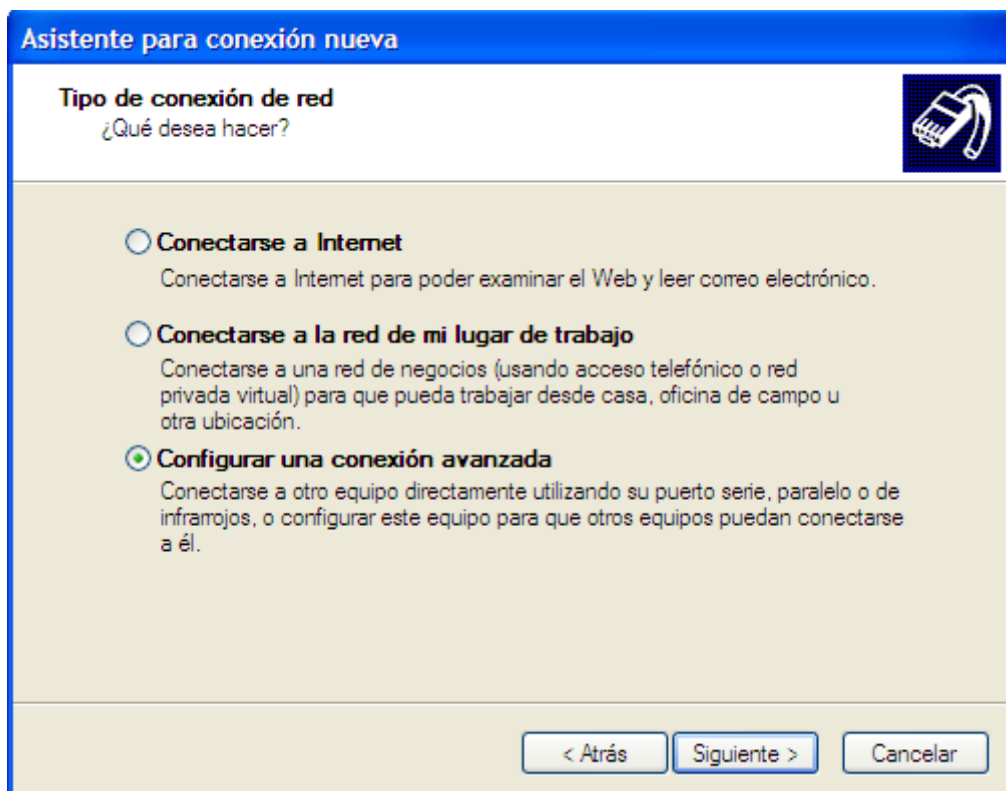 Asistente para conexión nueva
Tipo de conexión de red
¿Qué desea hacer?
Conectarse a Internet
Conectarse a Internet para poder examinar el Web y leer correo electrónico.
Conectarse a la red de mi lugar de trabajo
Conectarse a una red de negocios (usando acceso telefónico o red
privada virtual) para que pueda trabajar desde casa, oficina de campo u
otra ubicación.
Configurar una conexión avanzada
Conectarse a otro equipo directamente utilizando su puerto serie, paralelo o de
infrarrojos, o configurar este equipo para que otros equipos puedan conectarse
a él.
< Atrás Siguiente > Cancelar